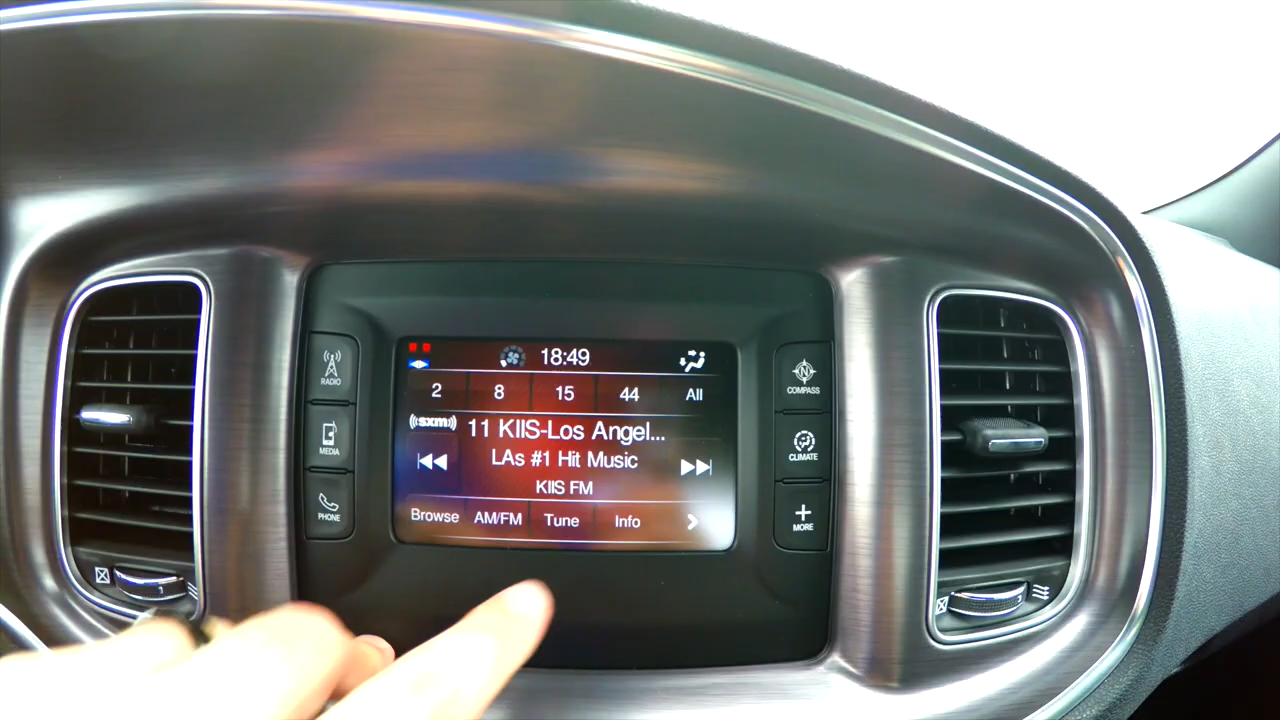 18:49
2 8 15 44 All
((sxm)) 11 KIIS-Los Angel...
LAs #1 Hit Music
KIIS FM
Browse AM/FM Tune Info
RADIO
MEDIA
PHONE
N
COMPASS
CLIMATE
MORE